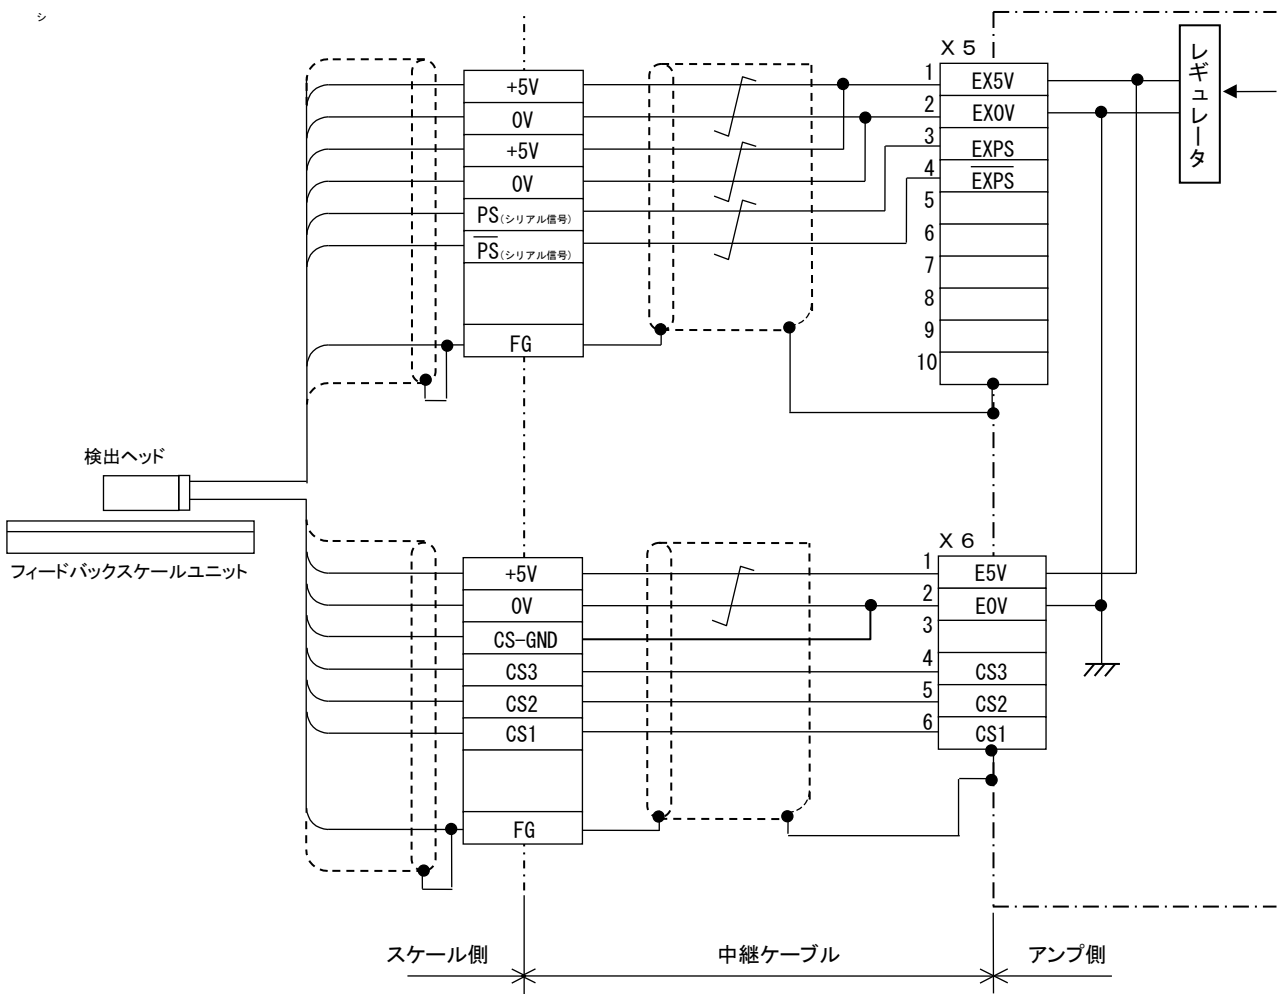 シ
X5
レギュレータ
+5V
0V
+5V
0V
PS(シリアル信号)
P̅S̅(シリアル信号)
FG
1 EX5V
2 EX0V
3 EXPS
4 E̅X̅P̅S̅
5
6
7
8
9
10
検出ヘッド
フィードバックスケールユニット
X6
+5V
0V
CS-GND
CS3
CS2
CS1
FG
1 E5V
2 E0V
3
4 CS3
5 CS2
6 CS1
スケール側
中継ケーブル
アンプ側